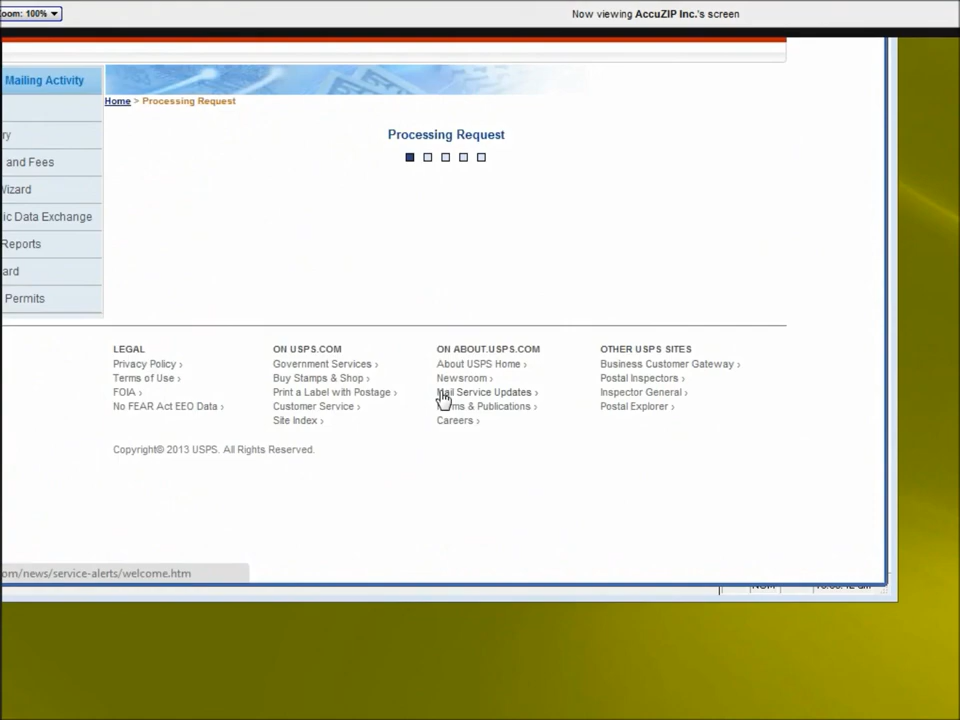 Zoom: 100%
Now viewing AccuZIP Inc.'s screen
Mailing Activity
Home > Processing Request
Processing Request
ry
and Fees
Wizard
ic Data Exchange
Reports
ard
Permits
LEGAL
Privacy Policy ›
Terms of Use ›
FOIA ›
No FEAR Act EEO Data ›
ON USPS.COM
Government Services ›
Buy Stamps & Shop ›
Print a Label with Postage ›
Customer Service ›
Site Index ›
ON ABOUT.USPS.COM
About USPS Home ›
Newsroom ›
Mail Service Updates ›
Forms & Publications ›
Careers ›
OTHER USPS SITES
Business Customer Gateway ›
Postal Inspectors ›
Inspector General ›
Postal Explorer ›
Copyright© 2013 USPS. All Rights Reserved.
om/news/service-alerts/welcome.htm